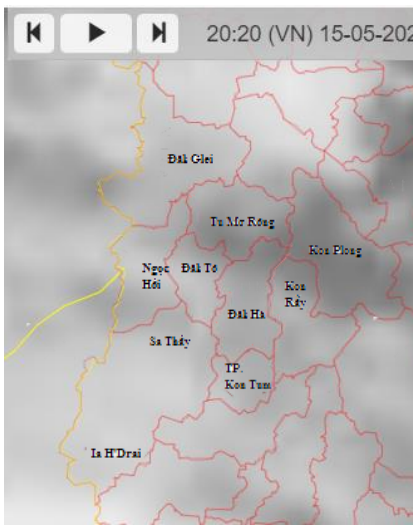 20:20 (VN) 15-05-202
Đăk Glei
Tu Mơ Rông
Kon Plong
Ngọc
Hồi
Đăk Tô
Kon
Rẫy
Đăk Hà
Sa Thầy
TP.
Kon Tum
Ia H'Drai